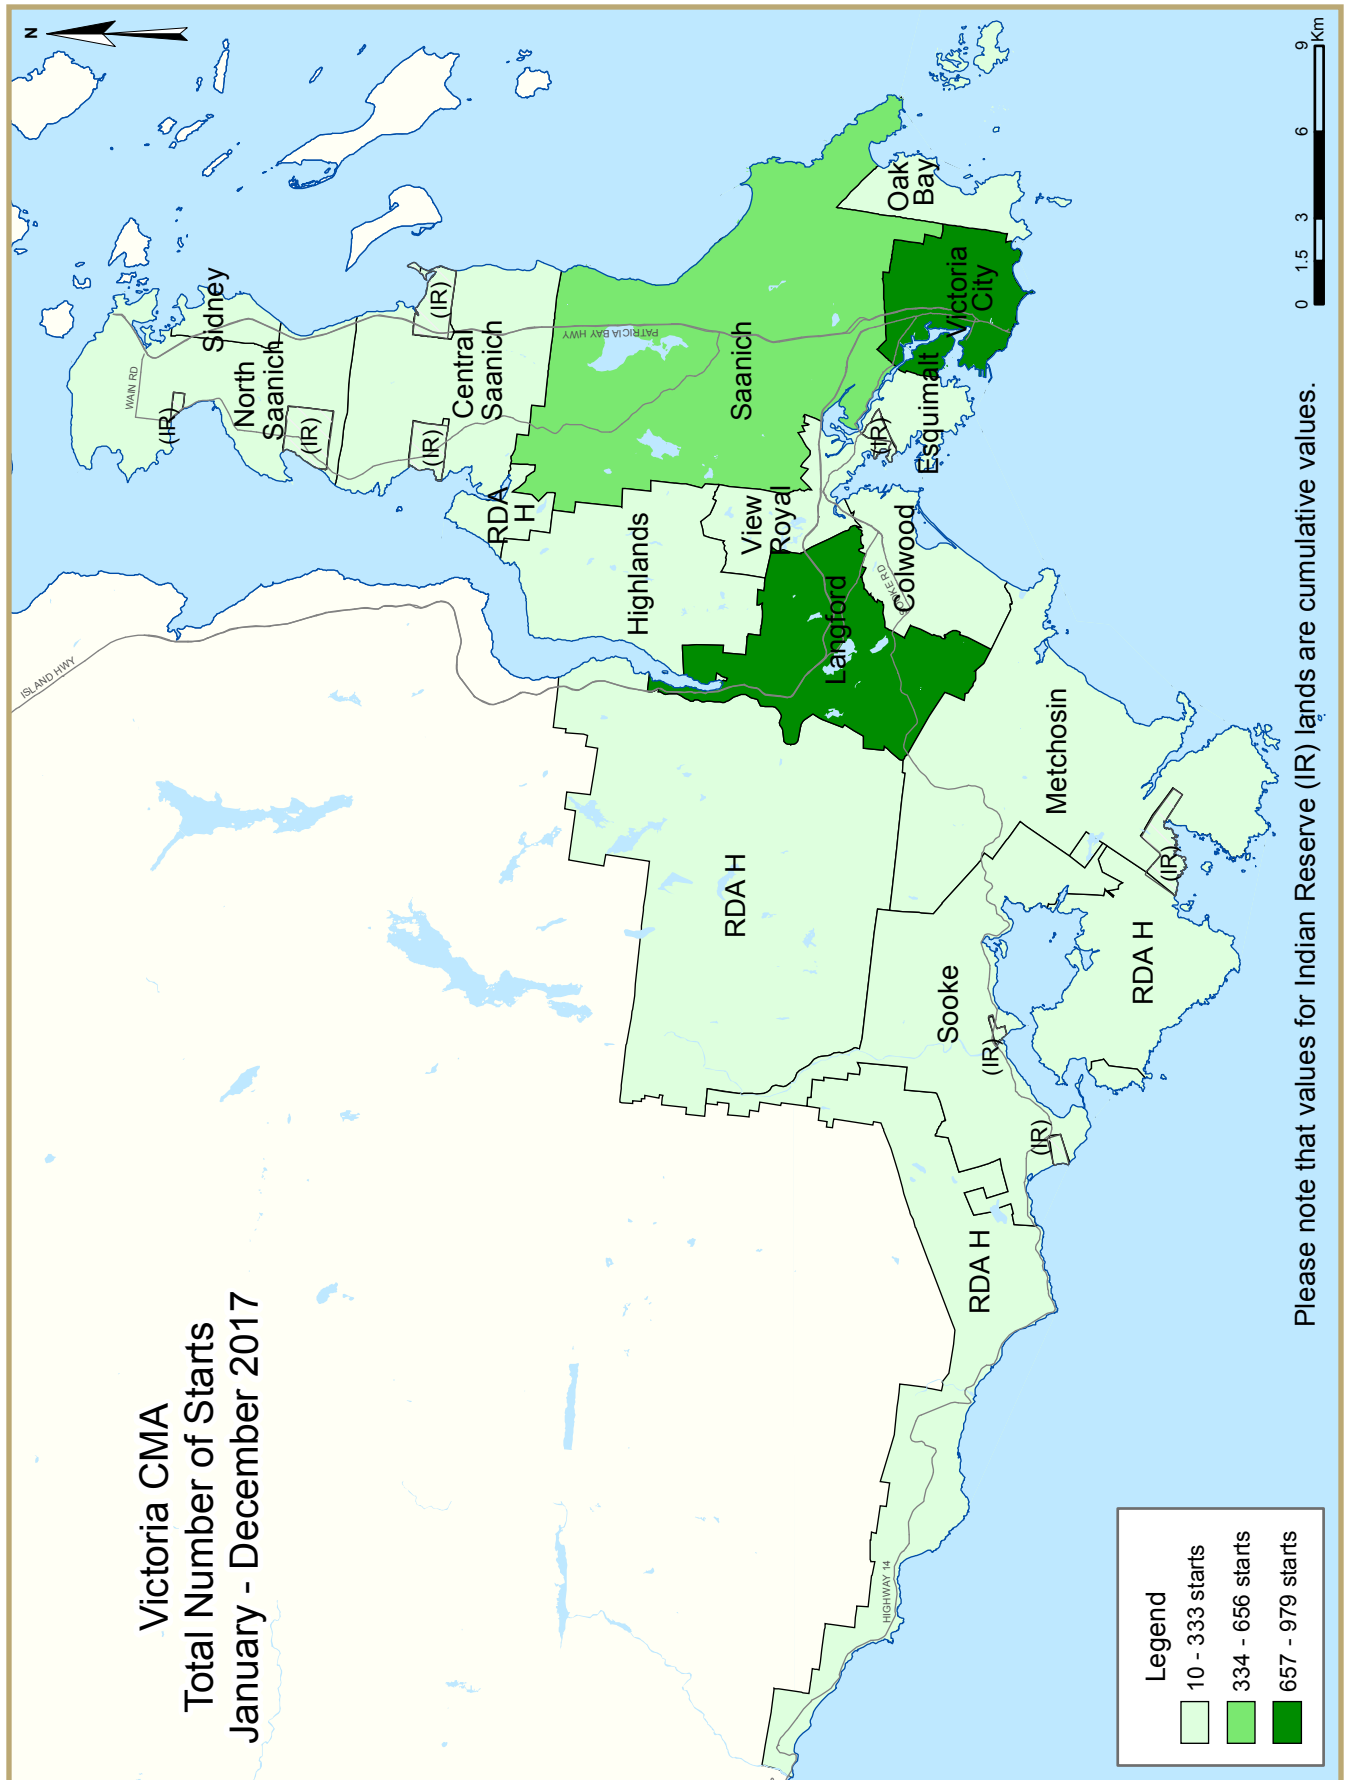 Victoria CMA
Total Number of Starts
January - December 2017
N
ISLAND HWY
WAIN RD
Sidney
(IR)
North
Saanich
(IR)
(IR)
Central
Saanich
(IR)
PATRICIA BAY HWY
RDA
H
Saanich
Highlands
View
Royal
Oak
Bay
Victoria
City
Esquimalt
(IR)
Langford
Colwood
SOOKE RD
Metchosin
(IR)
RDA H
Sooke
RDA H
(IR)
(IR)
RDA H
HIGHWAY 14
Legend
10 - 333 starts
334 - 656 starts
657 - 979 starts
Please note that values for Indian Reserve (IR) lands are cumulative values.
0 1.5 3 6 9
Km